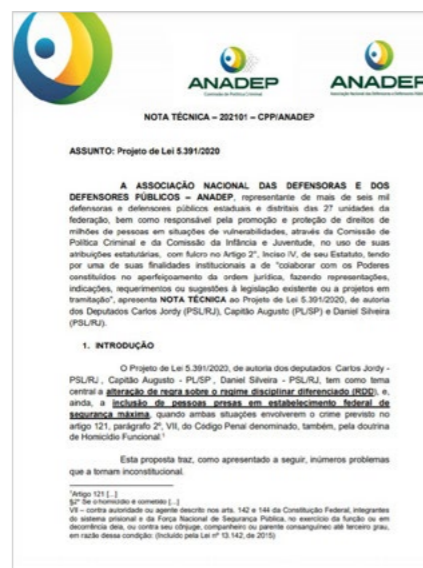 ANADEP
Comissão de Política Criminal
ANADEP
Associação Nacional das Defensoras e Defensores Públicos
NOTA TÉCNICA – 202101 – CPP/ANADEP
ASSUNTO: Projeto de Lei 5.391/2020
A ASSOCIAÇÃO NACIONAL DAS DEFENSORAS E DOS
DEFENSORES PÚBLICOS – ANADEP, representante de mais de seis mil
defensoras e defensores públicos estaduais e distritais das 27 unidades da
federação, bem como responsável pela promoção e proteção de direitos de
milhões de pessoas em situações de vulnerabilidades, através da Comissão de
Política Criminal e da Comissão da Infância e Juventude, no uso de suas
atribuições estatutárias, com fulcro no Artigo 2º, Inciso IV, de seu Estatuto, tendo
por uma de suas finalidades institucionais a de "colaborar com os Poderes
constituídos no aperfeiçoamento da ordem jurídica, fazendo representações,
indicações, requerimentos ou sugestões à legislação existente ou a projetos em
tramitação", apresenta NOTA TÉCNICA ao Projeto de Lei 5.391/2020, de autoria
dos Deputados Carlos Jordy (PSL/RJ), Capitão Augusto (PL/SP) e Daniel Silveira
(PSL/RJ).
1. INTRODUÇÃO
O Projeto de Lei 5.391/2020, de autoria dos deputados Carlos Jordy -
PSL/RJ , Capitão Augusto - PL/SP , Daniel Silveira - PSL/RJ, tem como tema
central a alteração de regra sobre o regime disciplinar diferenciado (RDD), e,
ainda, a inclusão de pessoas presas em estabelecimento federal de
segurança máxima, quando ambas situações envolverem o crime previsto no
artigo 121, parágrafo 2º, VII, do Código Penal denominado, também, pela doutrina
de Homicídio Funcional.¹
Esta proposta traz, como apresentado a seguir, inúmeros problemas
que a tornam inconstitucional.
¹Artigo 121 [...]
§2º Se o homicídio é cometido [...]
VII – contra autoridade ou agente descrito nos arts. 142 e 144 da Constituição Federal, integrantes
do sistema prisional e da Força Nacional de Segurança Pública, no exercício da função ou em
decorrência dela, ou contra seu cônjuge, companheiro ou parente consanguíneo até terceiro grau,
em razão dessa condição: (Incluído pela Lei nº 13.142, de 2015)